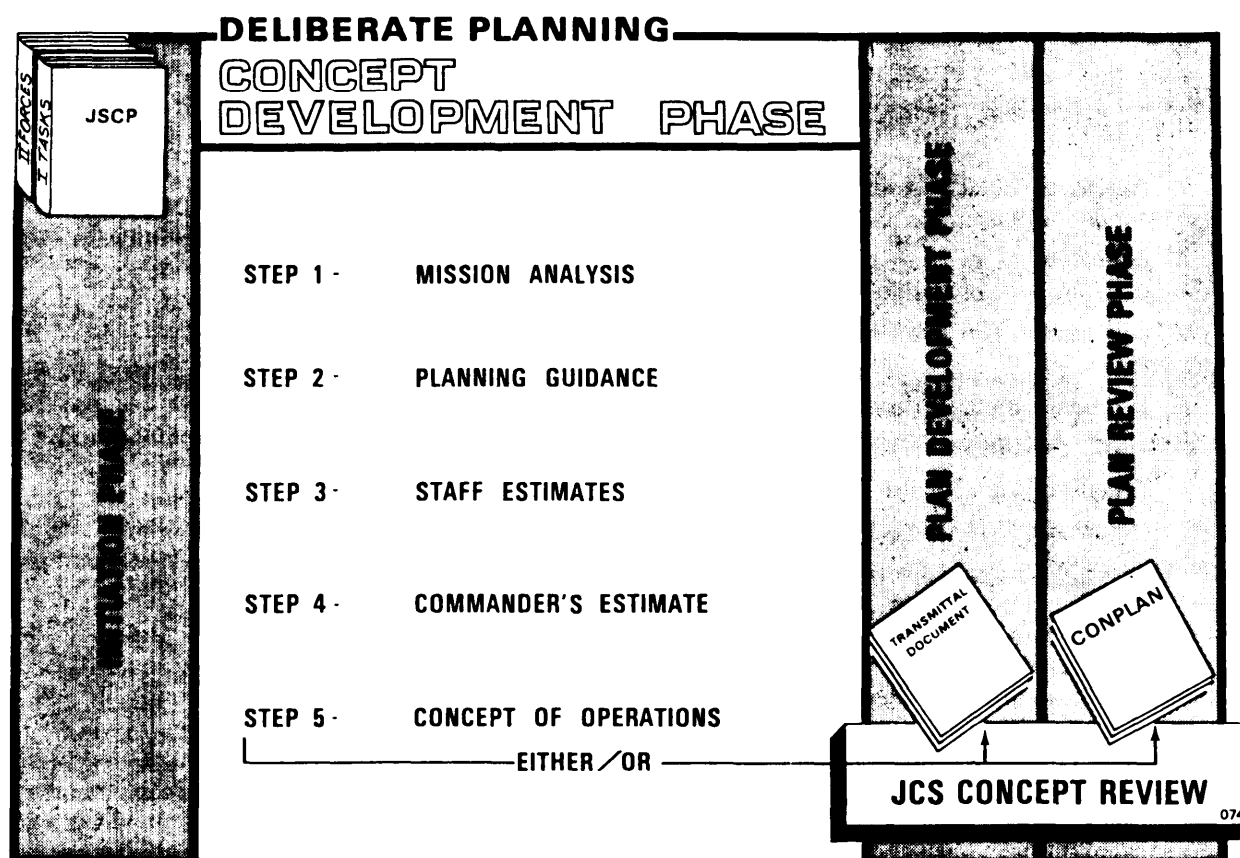 DELIBERATE PLANNING
CONCEPT
DEVELOPMENT PHASE
II FORCES
I TASKS
JSCP
INITIATION PHASE
STEP 1 - MISSION ANALYSIS
STEP 2 - PLANNING GUIDANCE
STEP 3 - STAFF ESTIMATES
STEP 4 - COMMANDER'S ESTIMATE
STEP 5 - CONCEPT OF OPERATIONS
EITHER/OR
PLAN DEVELOPMENT PHASE
PLAN REVIEW PHASE
TRANSMITTAL
DOCUMENT
CONPLAN
JCS CONCEPT REVIEW
074